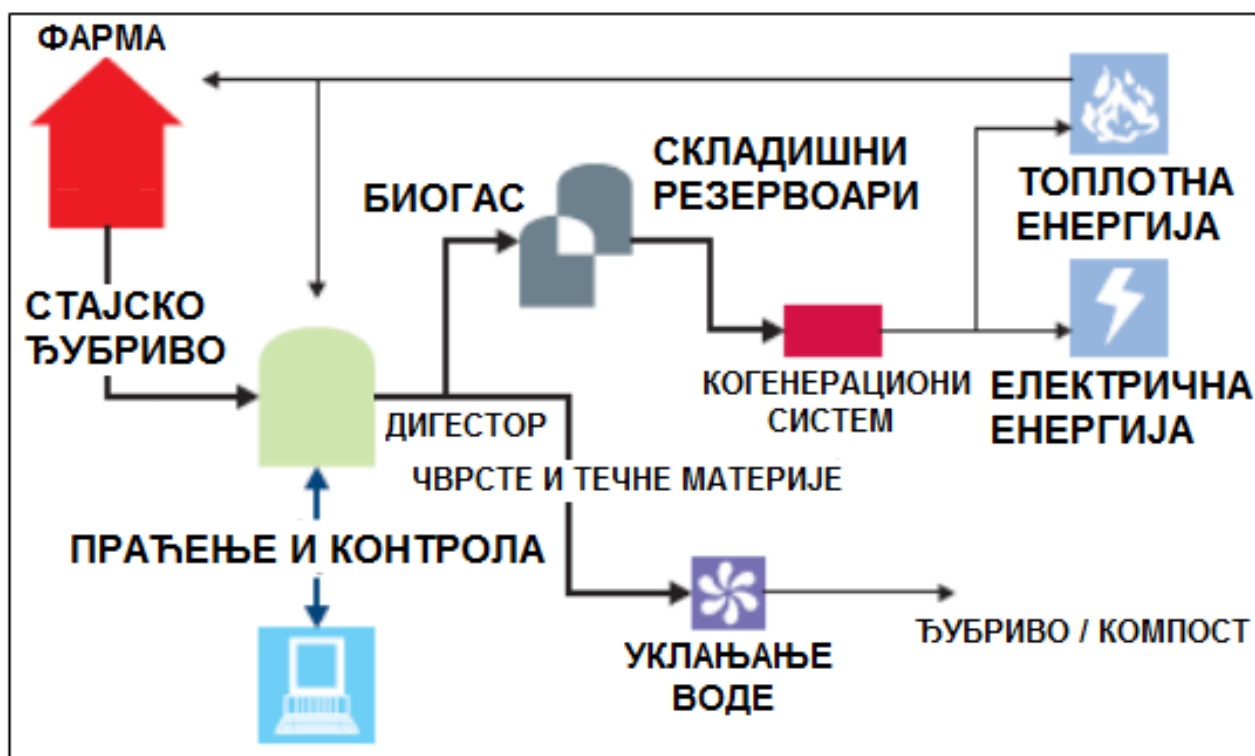 ФАРМА
СКЛАДИШНИ
РЕЗЕРВОАРИ
БИОГАС
ТОПЛОТНА
ЕНЕРГИЈА
СТАЈСКО
ЂУБРИВО
КОГЕНЕРАЦИОНИ
СИСТЕМ
ЕЛЕКТРИЧНА
ЕНЕРГИЈА
ДИГЕСТОР
ЧВРСТЕ И ТЕЧНЕ МАТЕРИЈЕ
ПРАЋЕЊЕ И КОНТРОЛА
УКЛАЊАЊЕ
ВОДЕ
ЂУБРИВО / КОМПОСТ